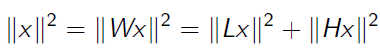 ‖x‖² = ‖Wx‖² = ‖Lx‖² + ‖Hx‖²